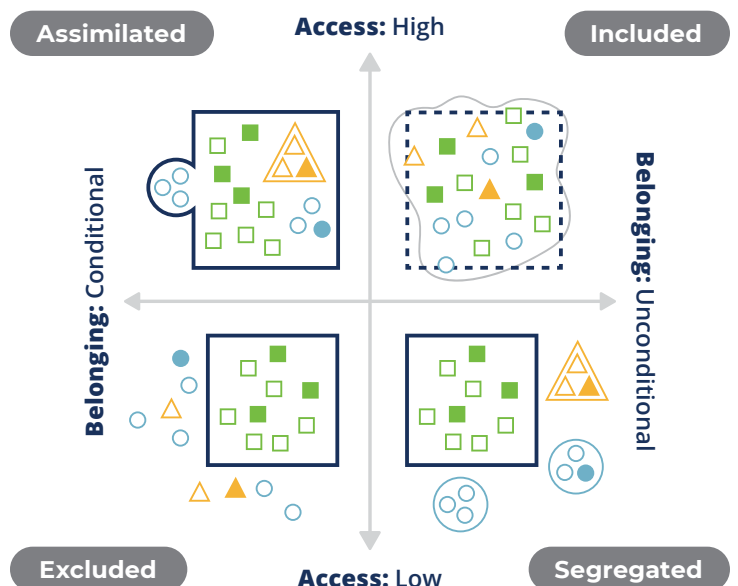 Assimilated
Access: High
Included
Belonging: Conditional
Belonging: Unconditional
Excluded
Access: Low
Segregated